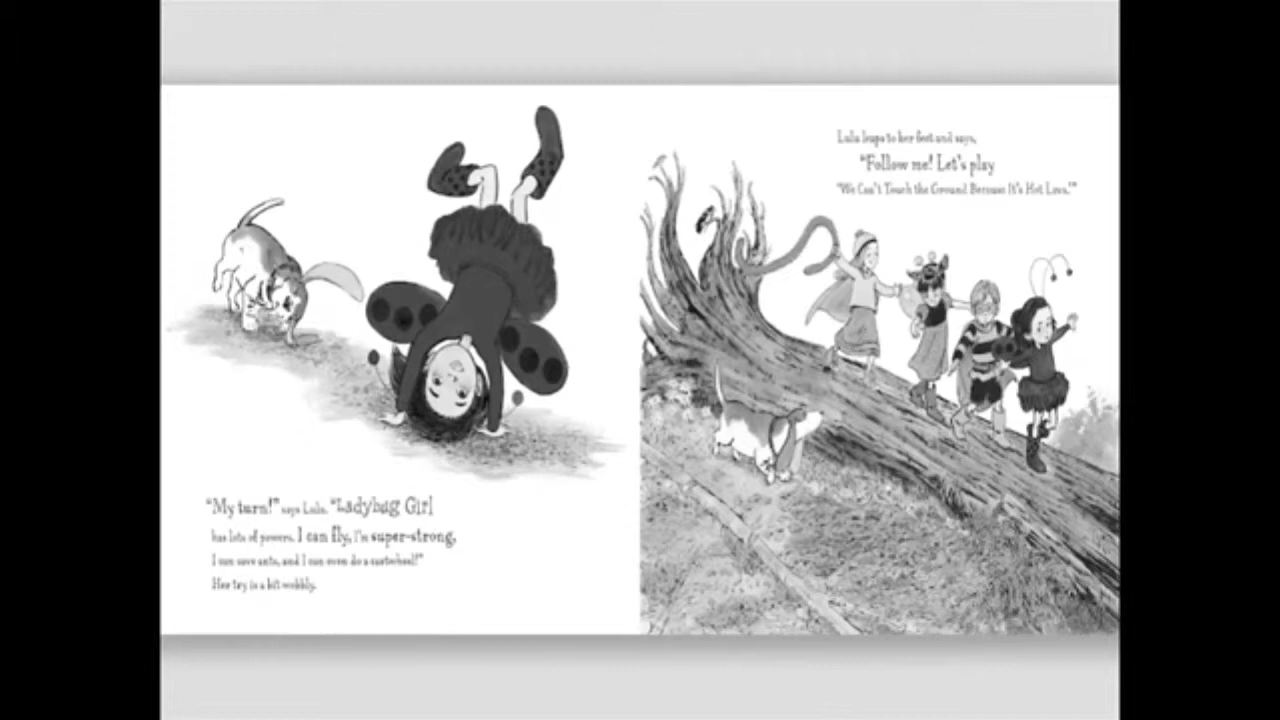 "My turn!" says Lulu. "Ladybug Girl
has lots of powers. I can fly, I'm super-strong,
I can save ants, and I can even do a cartwheel!"
Her try is a bit wobbly.
Lulu leaps to her feet and says,
"Follow me! Let's play
'We Can't Touch the Ground Because It's Hot Lava.'"